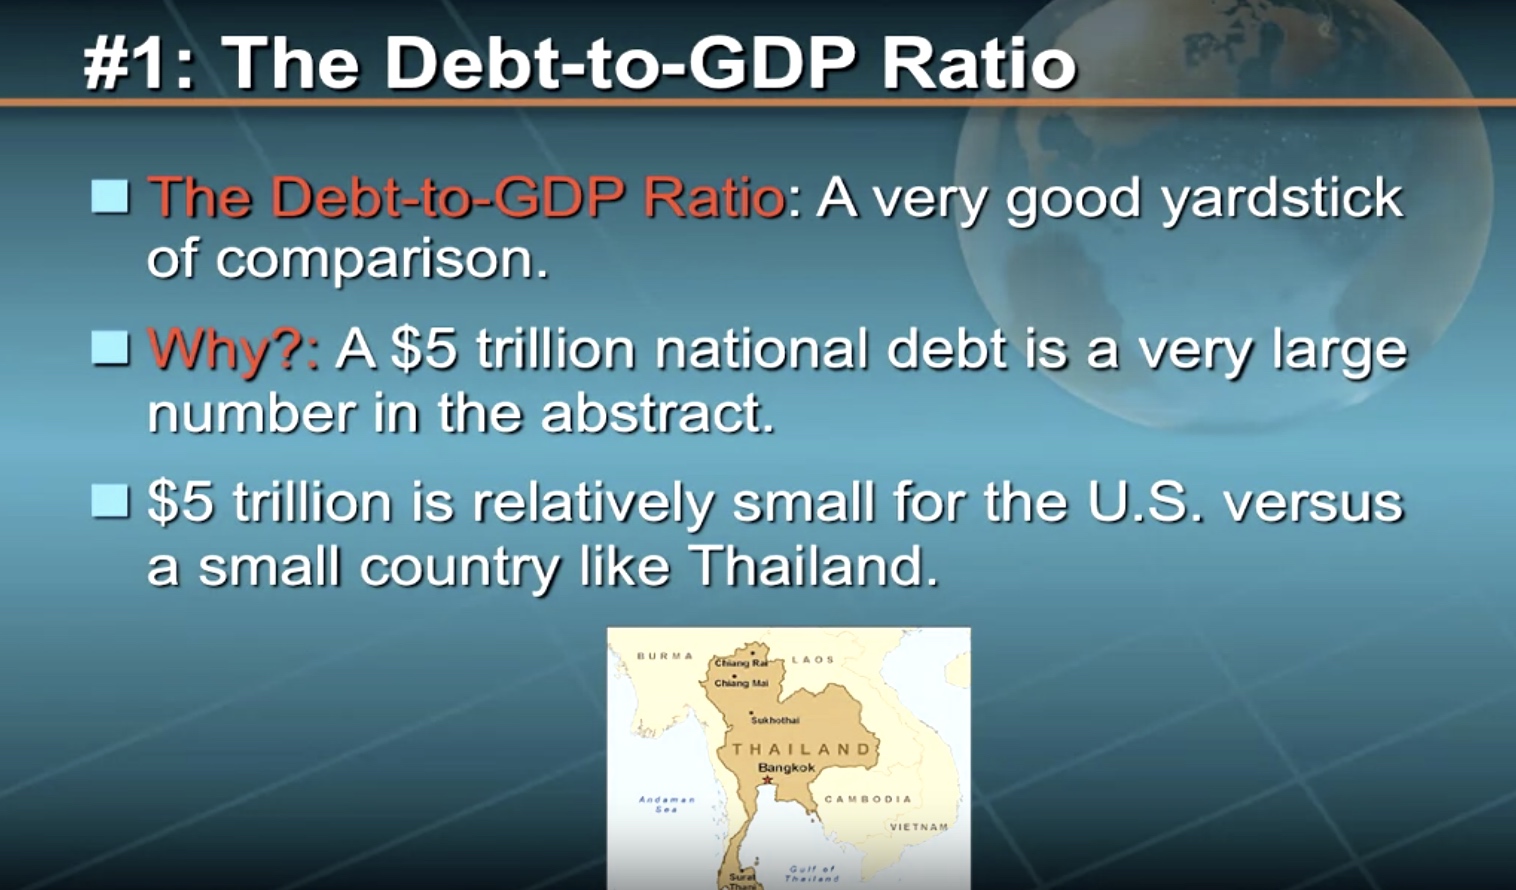 #1: The Debt-to-GDP Ratio
The Debt-to-GDP Ratio: A very good yardstick
of comparison.
Why?: A $5 trillion national debt is a very large
number in the abstract.
$5 trillion is relatively small for the U.S. versus
a small country like Thailand.
BURMA
LAOS
Chiang Rai
Chiang Mai
Sukhothai
THAILAND
Bangkok
Andaman
Sea
CAMBODIA
VIETNAM
Gulf of
Thailand
Surat
Thani